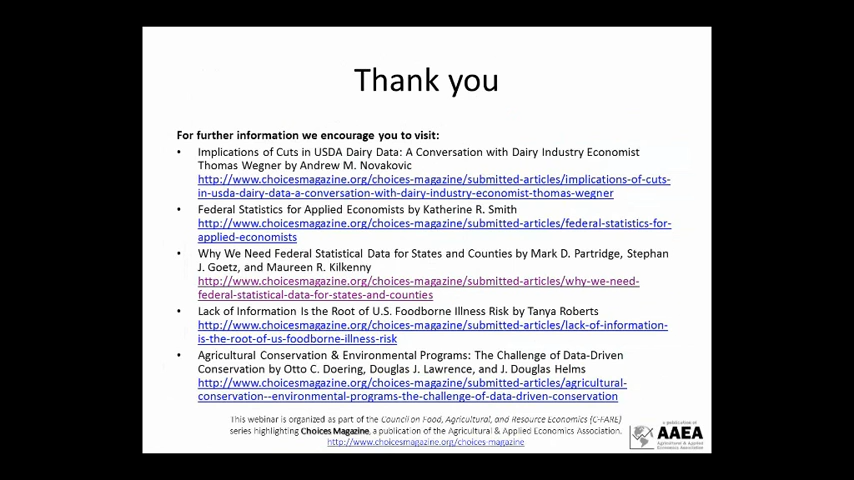 Thank you
For further information we encourage you to visit:
• Implications of Cuts in USDA Dairy Data: A Conversation with Dairy Industry Economist
Thomas Wegner by Andrew M. Novakovic
http://www.choicesmagazine.org/choices-magazine/submitted-articles/implications-of-cuts-
in-usda-dairy-data-a-conversation-with-dairy-industry-economist-thomas-wegner
• Federal Statistics for Applied Economists by Katherine R. Smith
http://www.choicesmagazine.org/choices-magazine/submitted-articles/federal-statistics-for-
applied-economists
• Why We Need Federal Statistical Data for States and Counties by Mark D. Partridge, Stephan
J. Goetz, and Maureen R. Kilkenny
http://www.choicesmagazine.org/choices-magazine/submitted-articles/why-we-need-
federal-statistical-data-for-states-and-counties
• Lack of Information Is the Root of U.S. Foodborne Illness Risk by Tanya Roberts
http://www.choicesmagazine.org/choices-magazine/submitted-articles/lack-of-information-
is-the-root-of-us-foodborne-illness-risk
• Agricultural Conservation & Environmental Programs: The Challenge of Data-Driven
Conservation by Otto C. Doering, Douglas J. Lawrence, and J. Douglas Helms
http://www.choicesmagazine.org/choices-magazine/submitted-articles/agricultural-
conservation--environmental-programs-the-challenge-of-data-driven-conservation
This webinar is organized as part of the Council on Food, Agricultural, and Resource Economics (C-FARE)
series highlighting Choices Magazine, a publication of the Agricultural & Applied Economics Association.
http://www.choicesmagazine.org/choices-magazine
a publication of
AAEA
Agricultural & Applied
Economics Association